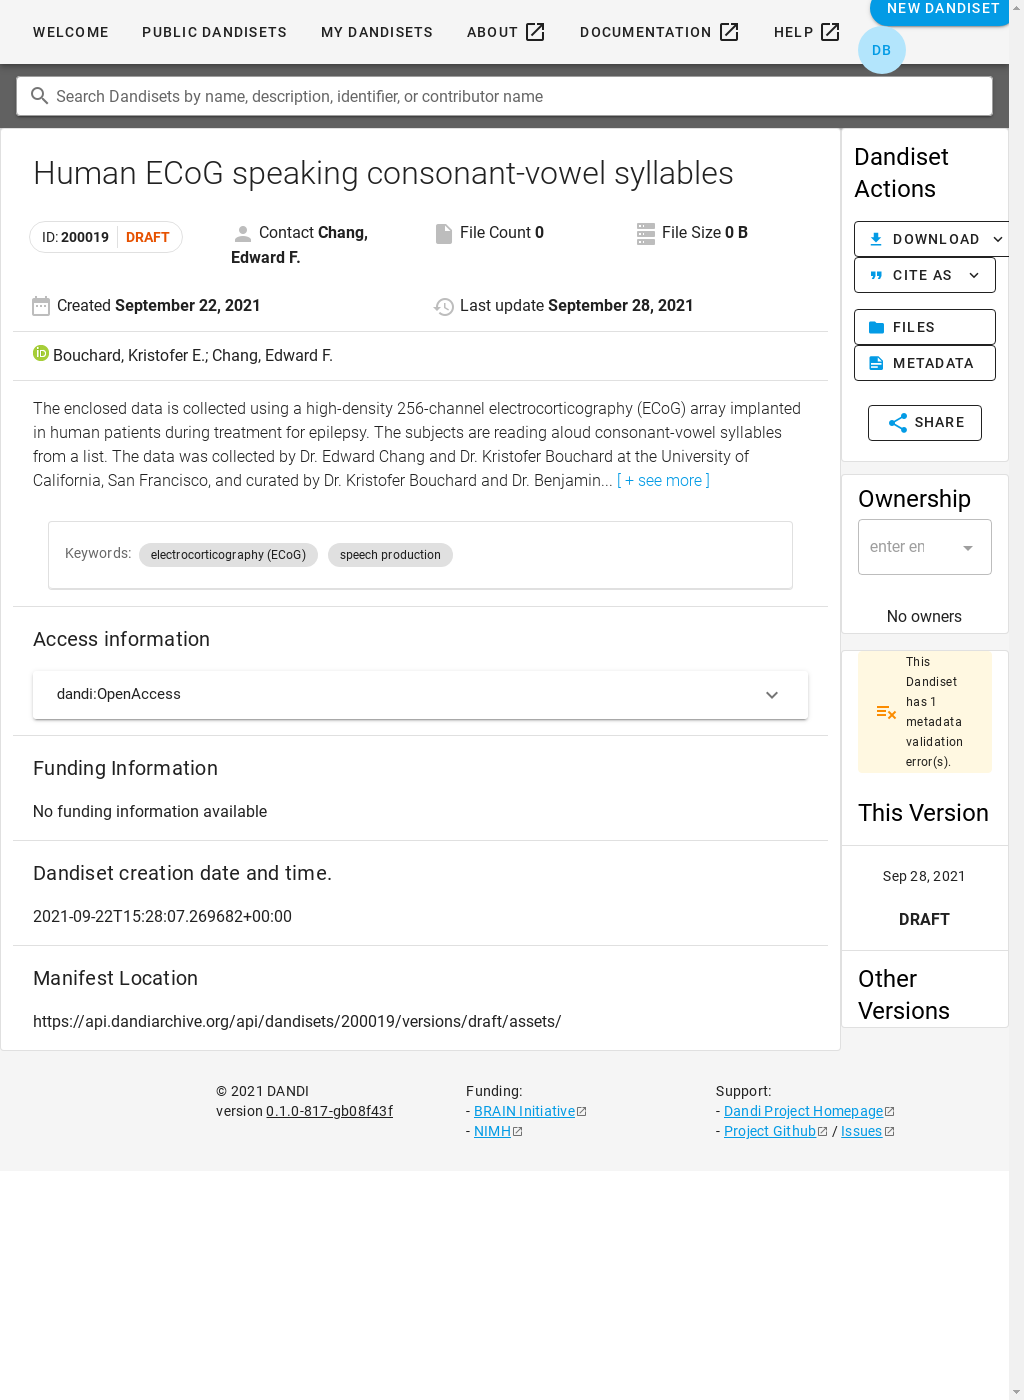 WELCOME PUBLIC DANDISETS MY DANDISETS ABOUT DOCUMENTATION HELP NEW DANDISET
DB
Search Dandisets by name, description, identifier, or contributor name
Human ECoG speaking consonant-vowel syllables
ID: 200019 DRAFT
Contact Chang,
Edward F.
File Count 0
File Size 0 B
Created September 22, 2021
Last update September 28, 2021
iD Bouchard, Kristofer E.; Chang, Edward F.
The enclosed data is collected using a high-density 256-channel electrocorticography (ECoG) array implanted
in human patients during treatment for epilepsy. The subjects are reading aloud consonant-vowel syllables
from a list. The data was collected by Dr. Edward Chang and Dr. Kristofer Bouchard at the University of
California, San Francisco, and curated by Dr. Kristofer Bouchard and Dr. Benjamin... [ + see more ]
Keywords: electrocorticography (ECoG) speech production
Access information
dandi:OpenAccess
Funding Information
No funding information available
Dandiset creation date and time.
2021-09-22T15:28:07.269682+00:00
Manifest Location
https://api.dandiarchive.org/api/dandisets/200019/versions/draft/assets/
Dandiset
Actions
DOWNLOAD
CITE AS
FILES
METADATA
SHARE
Ownership
enter en
No owners
This
Dandiset
has 1
metadata
validation
error(s).
This Version
Sep 28, 2021
DRAFT
Other
Versions
© 2021 DANDI
version 0.1.0-817-gb08f43f
Funding:
- BRAIN Initiative
- NIMH
Support:
- Dandi Project Homepage
- Project Github / Issues